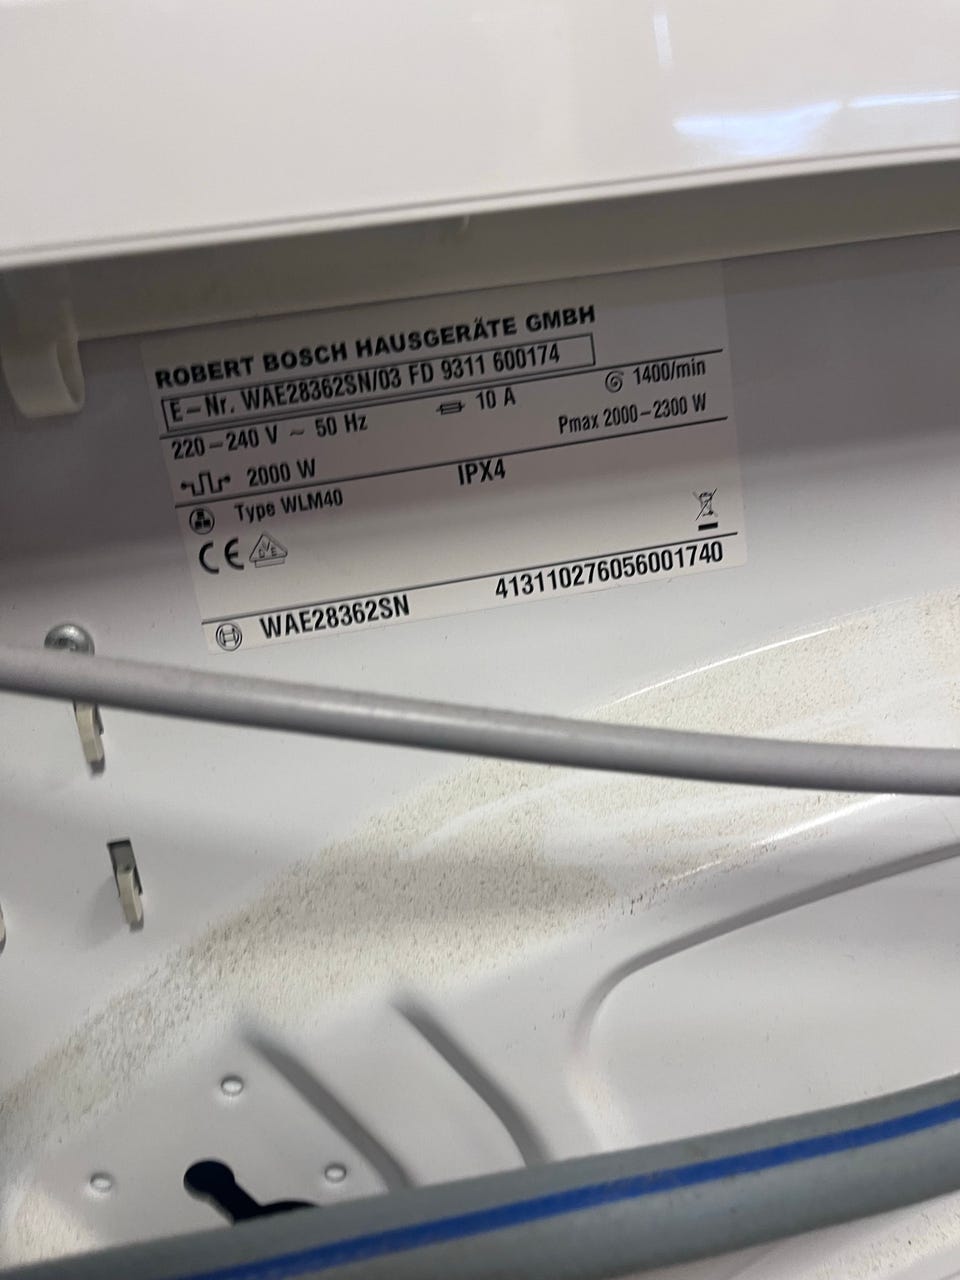 ROBERT BOSCH HAUSGERÄTE GMBH
E-Nr. WAE28362SN/03 FD 9311 600174
220-240 V ~ 50 Hz 10 A 1400/min
2000 W Pmax 2000-2300 W
Type WLM40 IPX4
CE VDE
WAE28362SN 413110276056001740